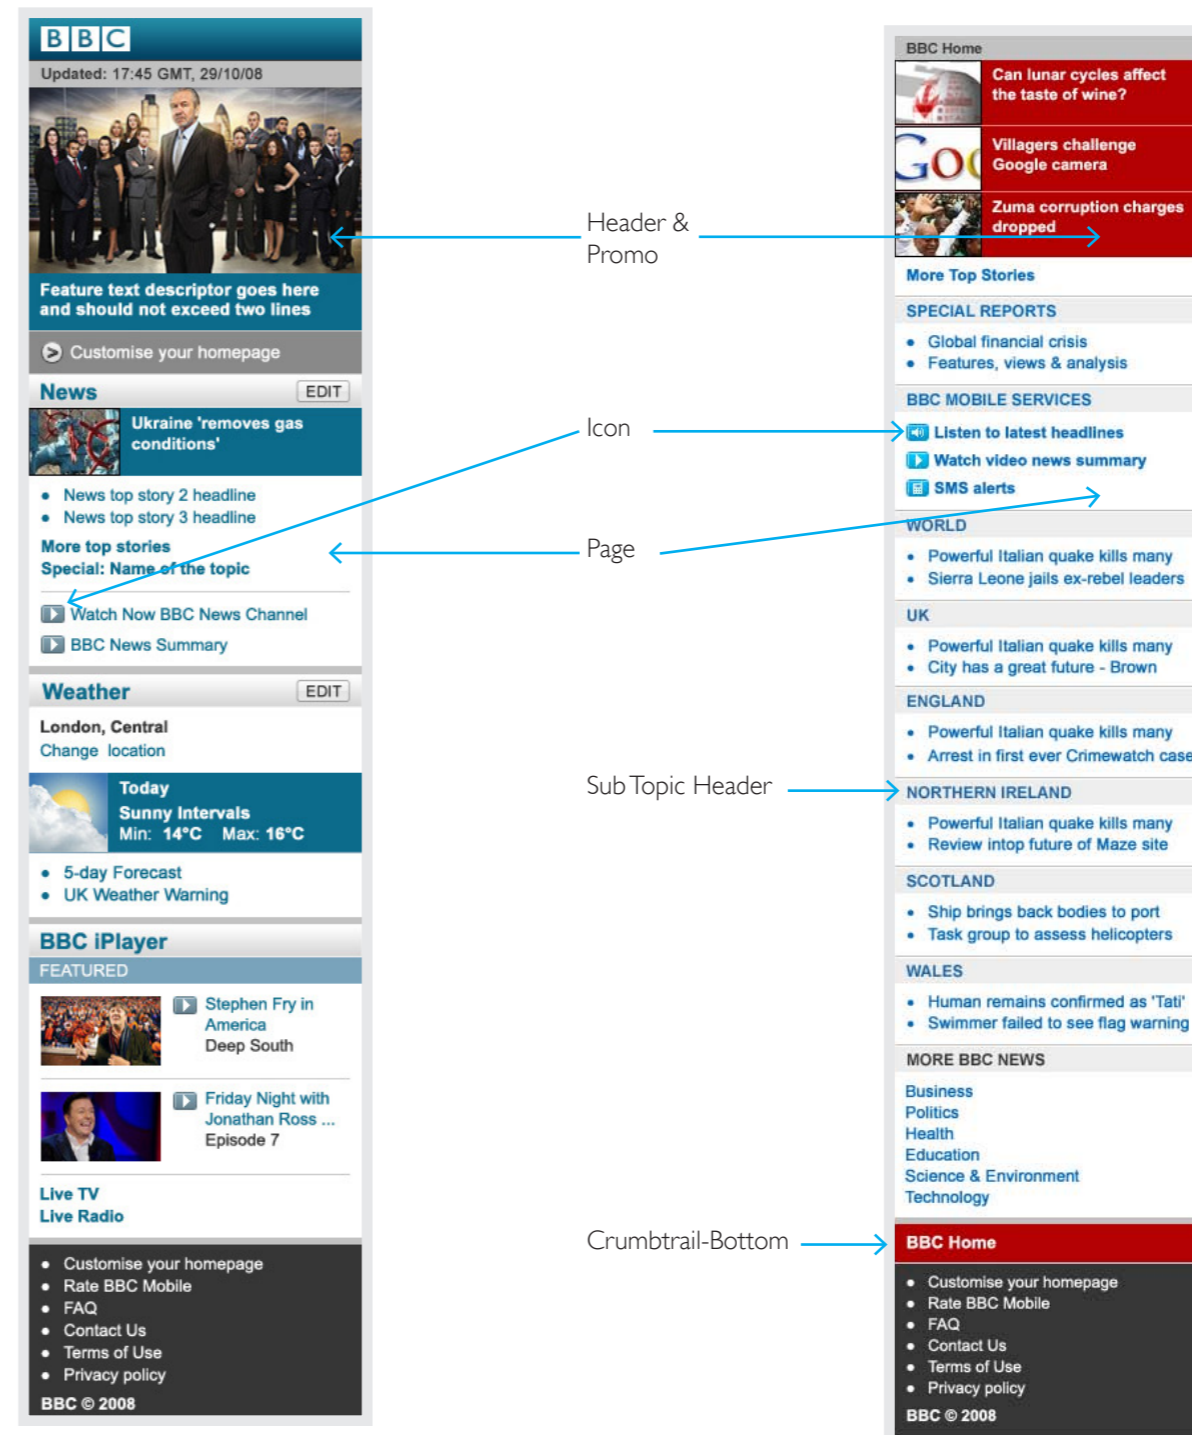 BBC
Updated: 17:45 GMT, 29/10/08
Feature text descriptor goes here
and should not exceed two lines
Customise your homepage
News
EDIT
Ukraine 'removes gas
conditions'
News top story 2 headline
News top story 3 headline
More top stories
Special: Name of the topic
Watch Now BBC News Channel
BBC News Summary
Weather
EDIT
London, Central
Change location
Today
Sunny Intervals
Min: 14°C Max: 16°C
5-day Forecast
UK Weather Warning
BBC iPlayer
FEATURED
Stephen Fry in
America
Deep South
Friday Night with
Jonathan Ross ...
Episode 7
Live TV
Live Radio
Customise your homepage
Rate BBC Mobile
FAQ
Contact Us
Terms of Use
Privacy policy
BBC © 2008
Header &
Promo
Icon
Page
Sub Topic Header
Crumbtrail-Bottom
BBC Home
Can lunar cycles affect
the taste of wine?
Goo
Villagers challenge
Google camera
Zuma corruption charges
dropped
More Top Stories
SPECIAL REPORTS
Global financial crisis
Features, views & analysis
BBC MOBILE SERVICES
Listen to latest headlines
Watch video news summary
SMS alerts
WORLD
Powerful Italian quake kills many
Sierra Leone jails ex-rebel leaders
UK
Powerful Italian quake kills many
City has a great future - Brown
ENGLAND
Powerful Italian quake kills many
Arrest in first ever Crimewatch case
NORTHERN IRELAND
Powerful Italian quake kills many
Review intop future of Maze site
SCOTLAND
Ship brings back bodies to port
Task group to assess helicopters
WALES
Human remains confirmed as 'Tati'
Swimmer failed to see flag warning
MORE BBC NEWS
Business
Politics
Health
Education
Science & Environment
Technology
BBC Home
Customise your homepage
Rate BBC Mobile
FAQ
Contact Us
Terms of Use
Privacy policy
BBC © 2008